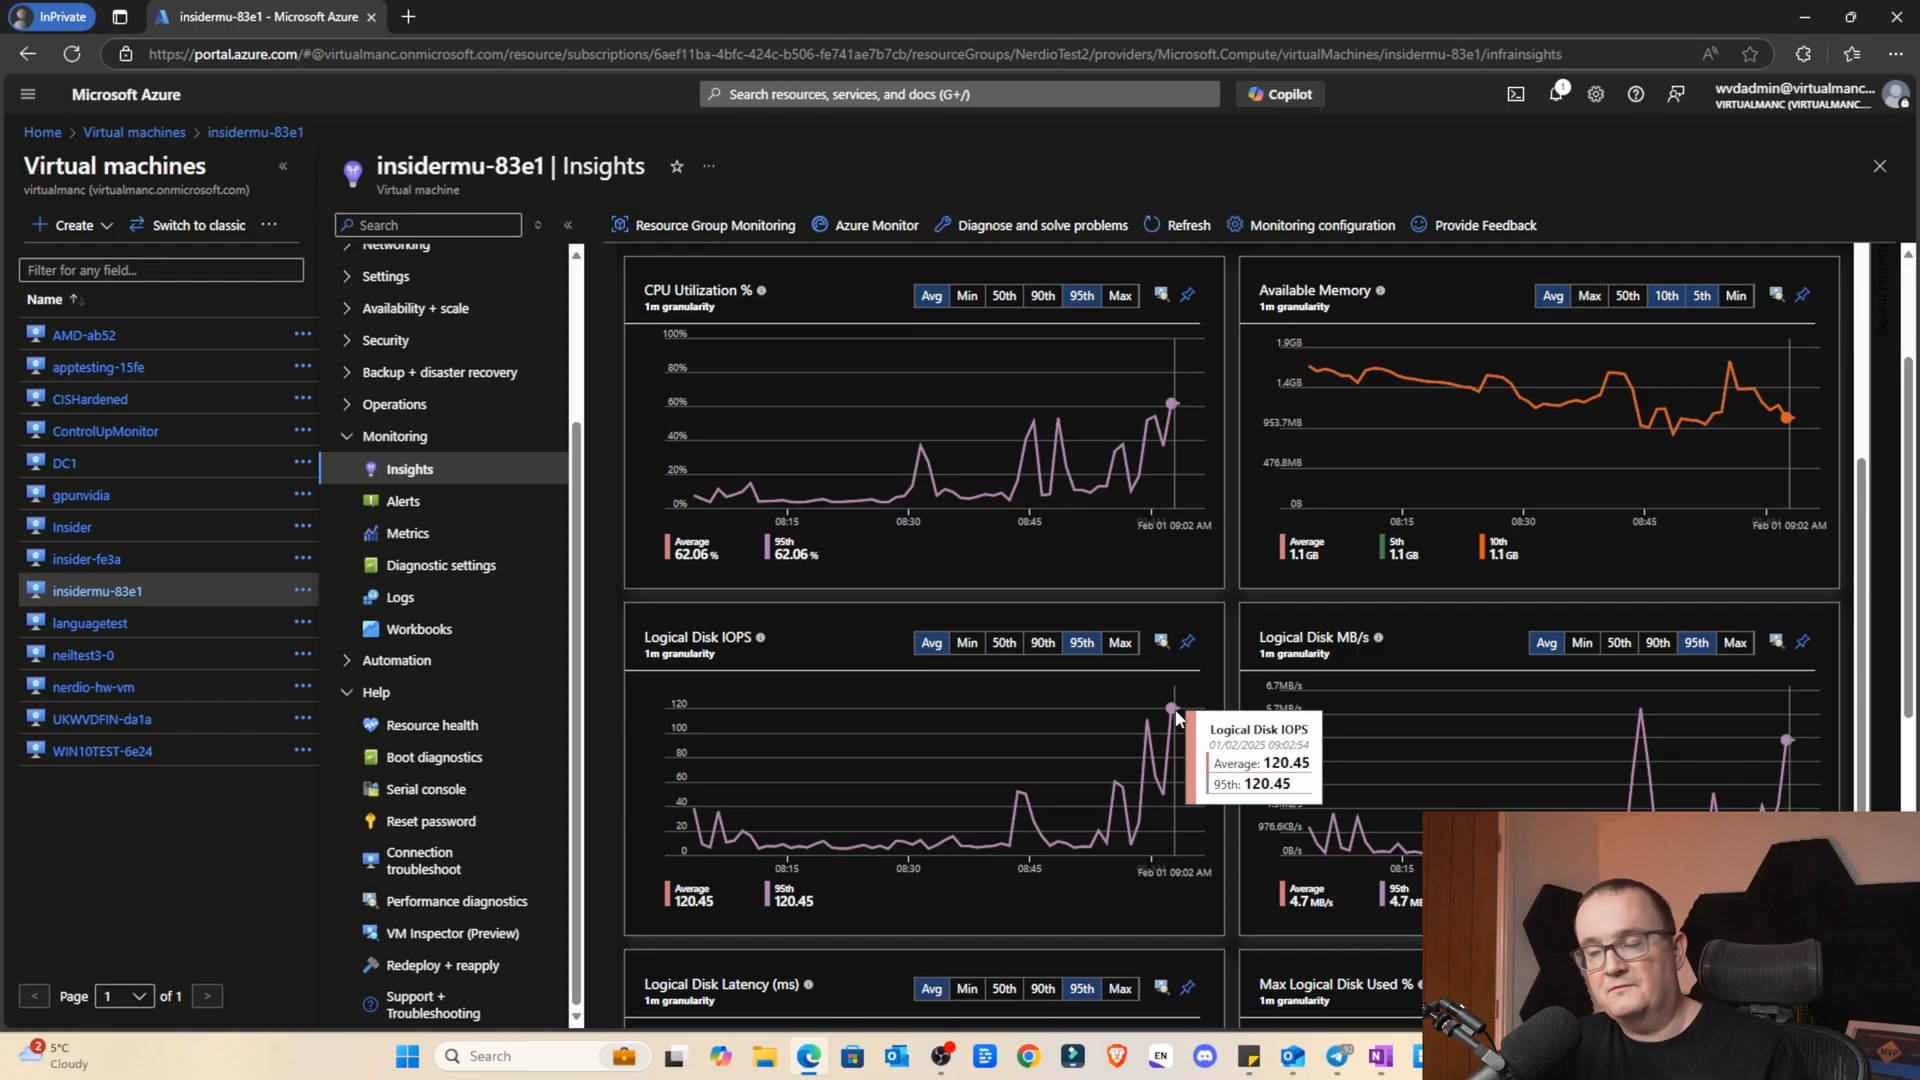 InPrivate
insidermu-83e1 - Microsoft Azure
https://portal.azure.com/#@virtualmanc.onmicrosoft.com/resource/subscriptions/6aef11ba-4bfc-424c-b506-fe741ae7b7cb/resourceGroups/NerdioTest2/providers/Microsoft.Compute/virtualMachines/insidermu-83e1/infrainsights
Microsoft Azure
Search resources, services, and docs (G+/)
Copilot
1
wvdadmin@virtualmanc...
VIRTUALMANC (VIRTUALMANC....
Home > Virtual machines > insidermu-83e1
Virtual machines
virtualmanc (virtualmanc.onmicrosoft.com)
Create
Switch to classic
Filter for any field...
Name
AMD-ab52
apptesting-15fe
CISHardened
ControlUpMonitor
DC1
gpunvidia
Insider
insider-fe3a
insidermu-83e1
languagetest
neiltest3-0
nerdio-hw-vm
UKWVDFIN-da1a
WIN10TEST-6e24
< Page 1 of 1 >
insidermu-83e1 | Insights
Virtual machine
Search
Networking
Settings
Availability + scale
Security
Backup + disaster recovery
Operations
Monitoring
Insights
Alerts
Metrics
Diagnostic settings
Logs
Workbooks
Automation
Help
Resource health
Boot diagnostics
Serial console
Reset password
Connection
troubleshoot
Performance diagnostics
VM Inspector (Preview)
Redeploy + reapply
Support +
Troubleshooting
Resource Group Monitoring
Azure Monitor
Diagnose and solve problems
Refresh
Monitoring configuration
Provide Feedback
CPU Utilization %
1m granularity
Avg Min 50th 90th 95th Max
100%
80%
60%
40%
20%
0%
08:15 08:30 08:45 Feb 01 09:02 AM
Average
62.06 %
95th
62.06 %
Available Memory
1m granularity
Avg Max 50th 10th 5th Min
1.9GB
1.4GB
953.7MB
476.8MB
0B
08:15 08:30 08:45 Feb 01 09:02 AM
Average
1.1 GB
5th
1.1 GB
10th
1.1 GB
Logical Disk IOPS
1m granularity
Avg Min 50th 90th 95th Max
120
100
80
60
40
20
0
08:15 08:30 08:45 Feb 01 09:02 AM
Average
120.45
95th
120.45
Logical Disk IOPS
01/02/2025 09:02:54
Average: 120.45
95th: 120.45
Logical Disk MB/s
1m granularity
Avg Min 50th 90th 95th Max
6.7MB/s
5.7MB/s
976.6KB/s
0B/s
08:15
Average
4.7 MB/s
95th
4.7 ME
Logical Disk Latency (ms)
1m granularity
Avg Min 50th 90th 95th Max
Max Logical Disk Used %
1m granularity
MVP
2
5°C
Cloudy
Search
EN